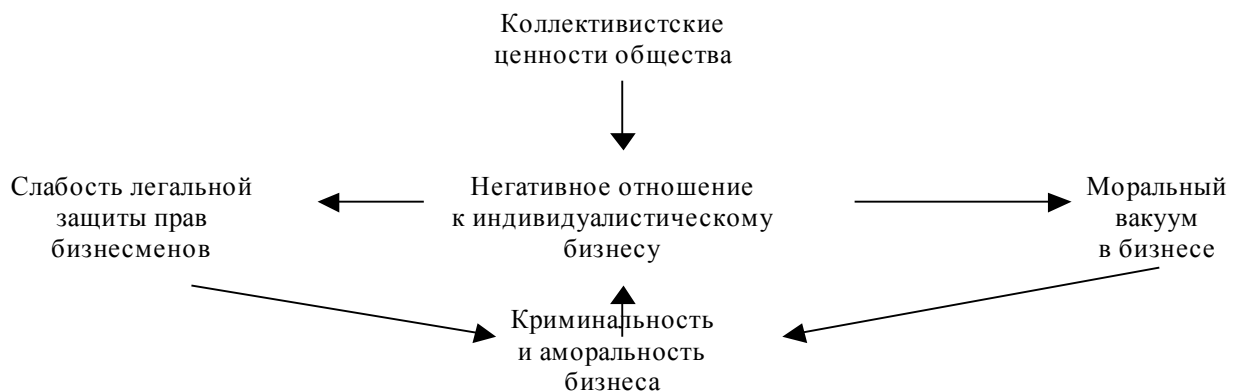 Коллективистские
ценности общества
Слабость легальной
защиты прав
бизнесменов
Негативное отношение
к индивидуалистическому
бизнесу
Моральный
вакуум
в бизнесе
Криминальность
и аморальность
бизнеса